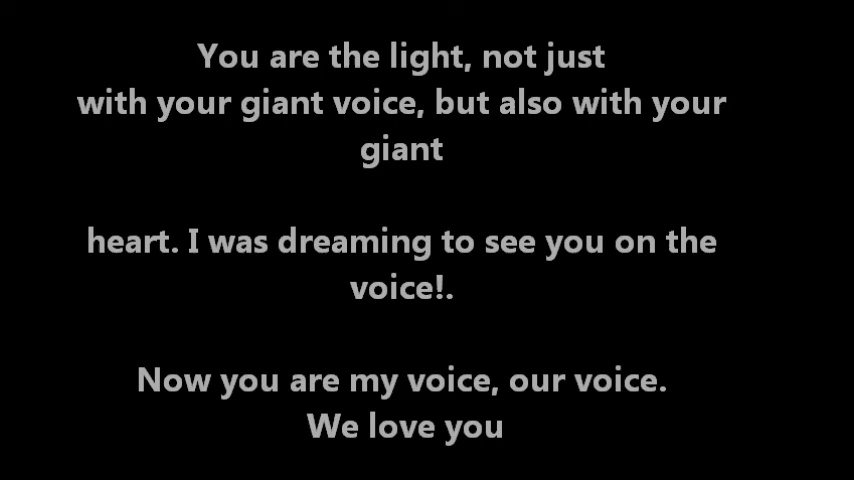 You are the light, not just
with your giant voice, but also with your
giant
heart. I was dreaming to see you on the
voice!.
Now you are my voice, our voice.
We love you